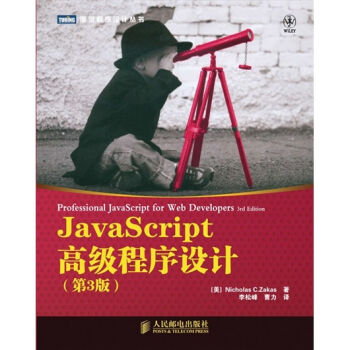 TURING 图灵程序设计丛书
WILEY
Professional JavaScript for Web Developers 3rd Edition
JavaScript
高级程序设计
(第3版)
[美] Nicholas C.Zakas 著
李松峰 曹力 译
人民邮电出版社
POSTS & TELECOM PRESS